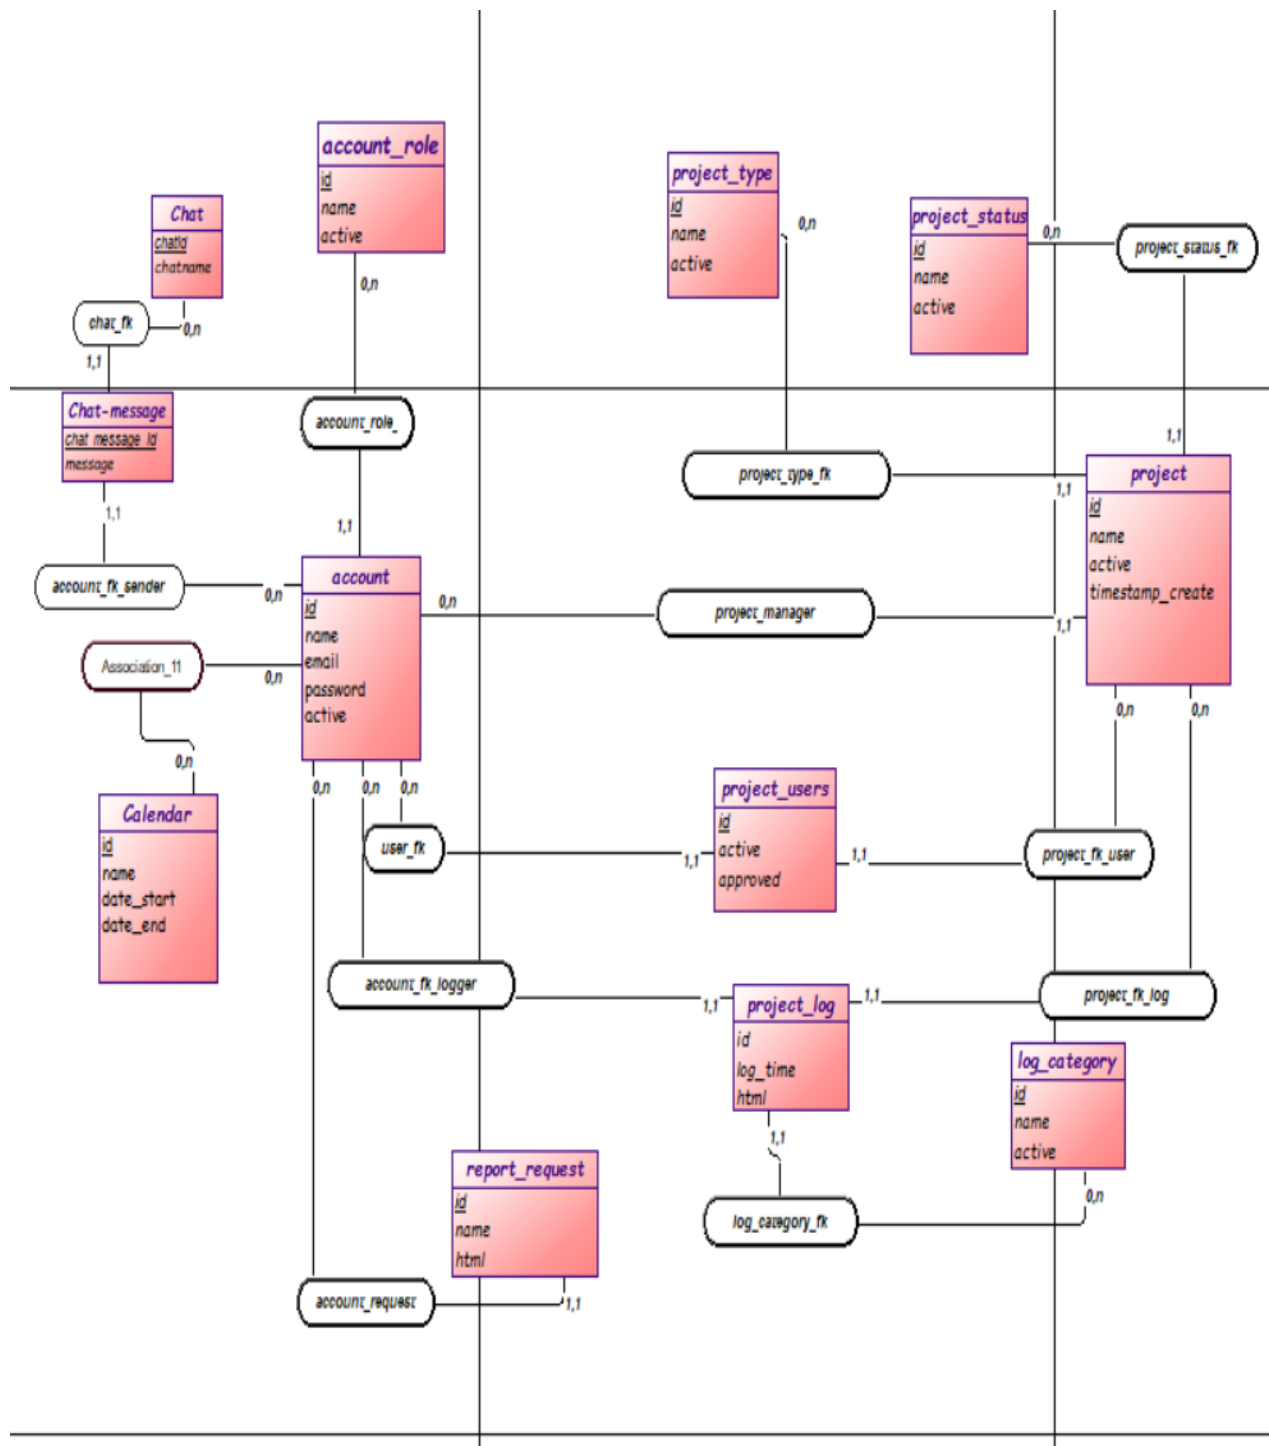 account_role
id
name
active
Chat
chatId
chatname
chat_fk
0,n
1,1
0,n
project_type
id
name
active
0,n
project_status
id
name
active
0,n
project_status_fk
1,1
Chat-message
chat message Id
message
1,1
account_role_
1,1
project_type_fk
1,1
project
id
name
active
timestamp_create
account_fk_sender
0,n
account
id
name
email
password
active
0,n
project_manager
1,1
Association_11
0,n
0,n
Calendar
id
name
date_start
date_end
0,n
0,n
0,n
user_fk
1,1
project_users
id
active
approved
1,1
project_fk_user
0,n
0,n
account_fk_logger
1,1
project_log
id
log_time
html
1,1
project_fk_log
log_category
id
name
active
1,1
log_category_fk
0,n
report_request
id
name
html
account_request
1,1